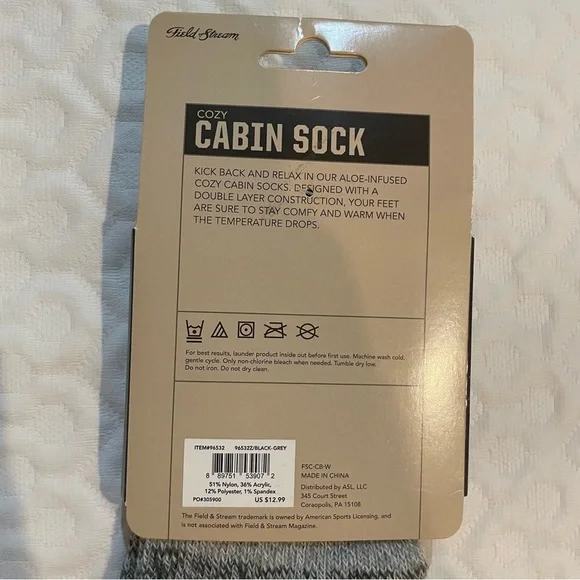 Field & Stream
COZY
CABIN SOCK
KICK BACK AND RELAX IN OUR ALOE-INFUSED
COZY CABIN SOCKS. DESIGNED WITH A
DOUBLE LAYER CONSTRUCTION, YOUR FEET
ARE SURE TO STAY COMFY AND WARM WHEN
THE TEMPERATURE DROPS.
For best results, launder product inside out before first use. Machine wash cold,
gentle cycle. Only non-chlorine bleach when needed. Tumble dry low.
Do not iron. Do not dry clean.
ITEM#96532 96532Z/BLACK-GREY
8 89751 53907 2
51% Nylon, 36% Acrylic,
12% Polyester, 1% Spandex
PO#305900 US $12.99
FSC-CB-W
MADE IN CHINA
Distributed by ASL, LLC
345 Court Street
Coraopolis, PA 15108
The Field & Stream trademark is owned by American Sports Licensing, and
is not associated with Field & Stream Magazine.